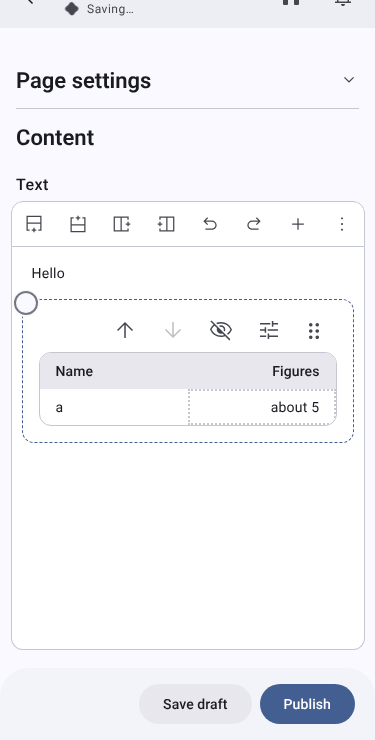 Saving…
Page settings
Content
Text
Hello
Name Figures
a about 5
Save draft Publish